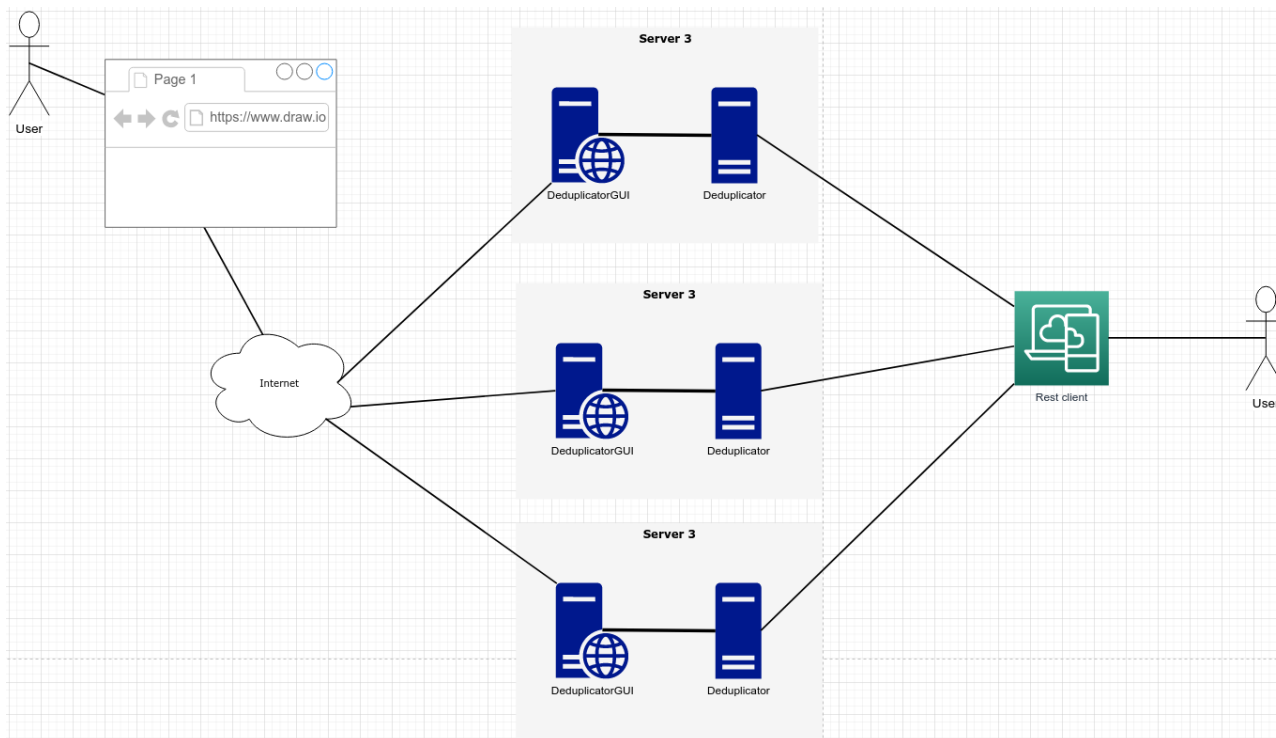 Server 3
Page 1
https://www.draw.io
User
DeduplicatorGUI
Deduplicator
Server 3
Internet
Rest client
User
DeduplicatorGUI
Deduplicator
Server 3
DeduplicatorGUI
Deduplicator